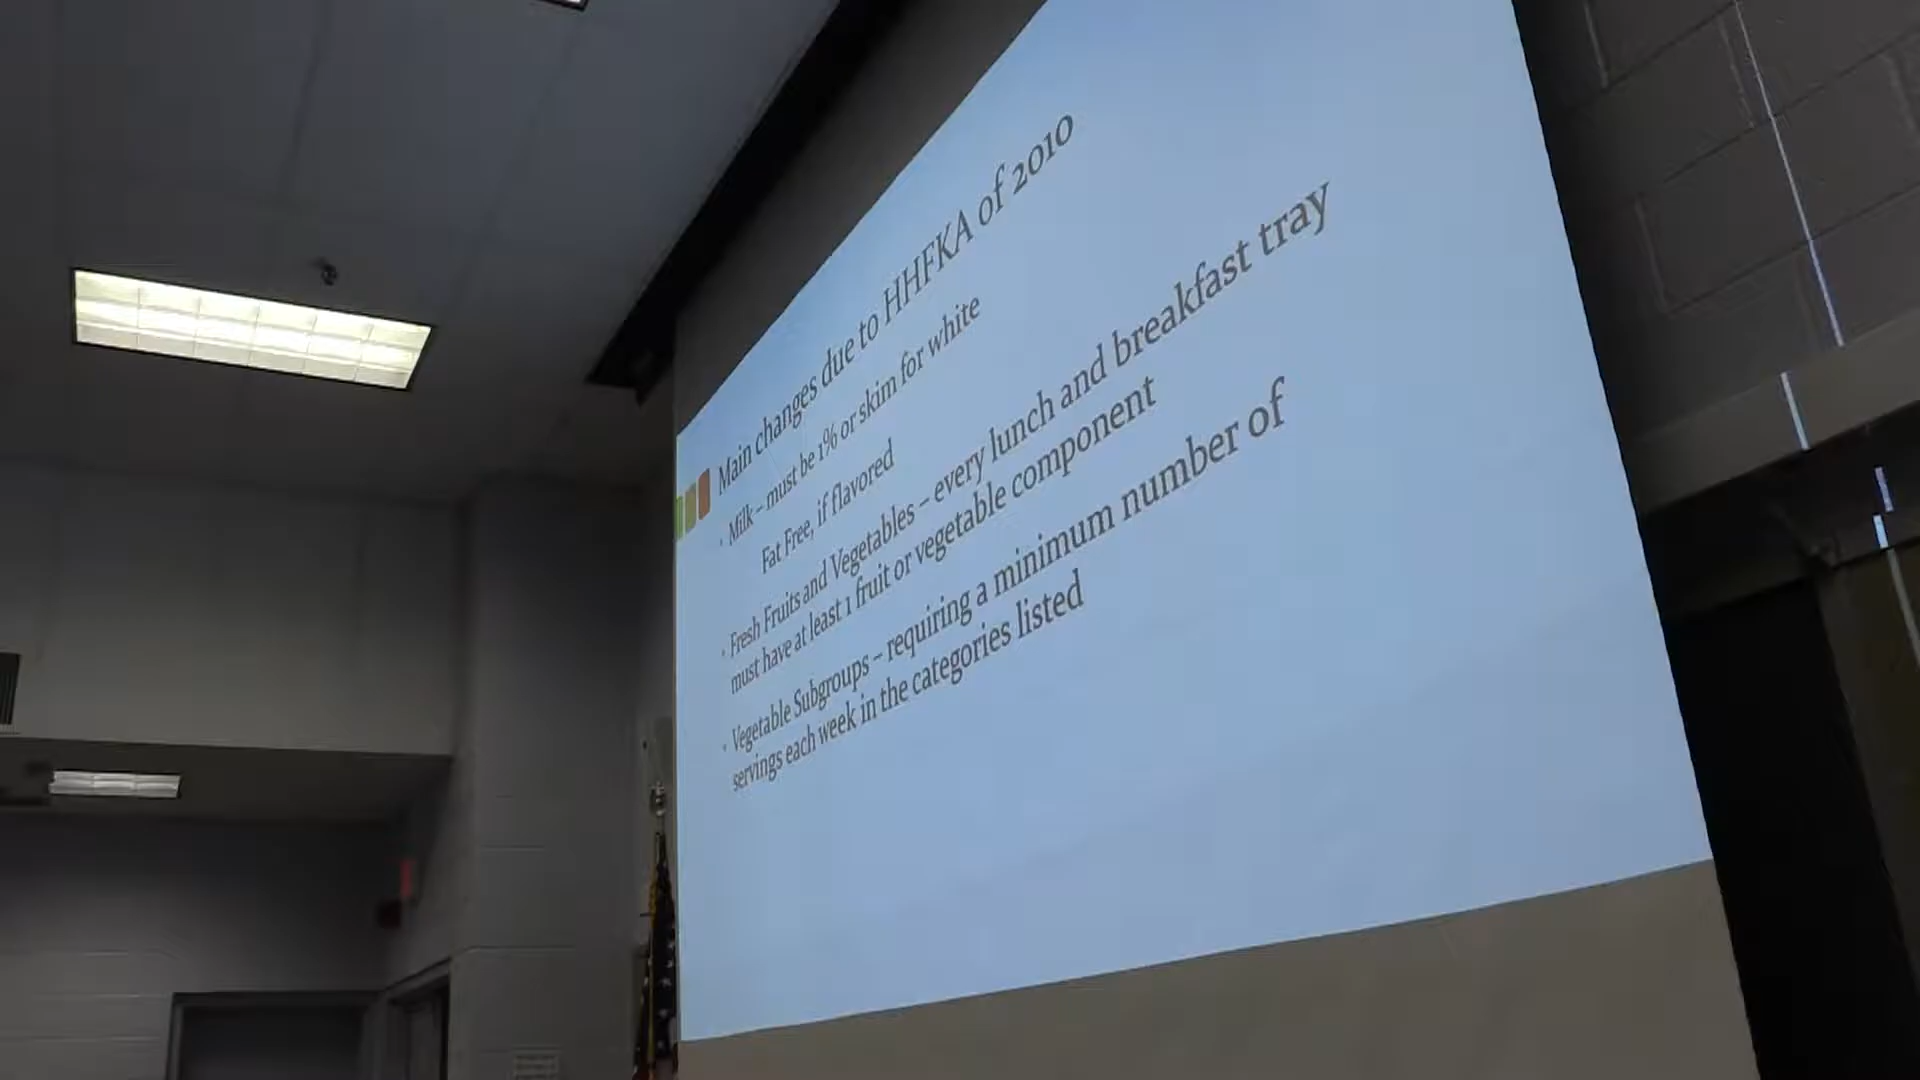 Main changes due to HHFKA of 2010
• Milk – must be 1% or skim for white
Fat Free, if flavored
• Fresh Fruits and Vegetables – every lunch and breakfast tray
must have at least 1 fruit or vegetable component
• Vegetable Subgroups – requiring a minimum number of
servings each week in the categories listed